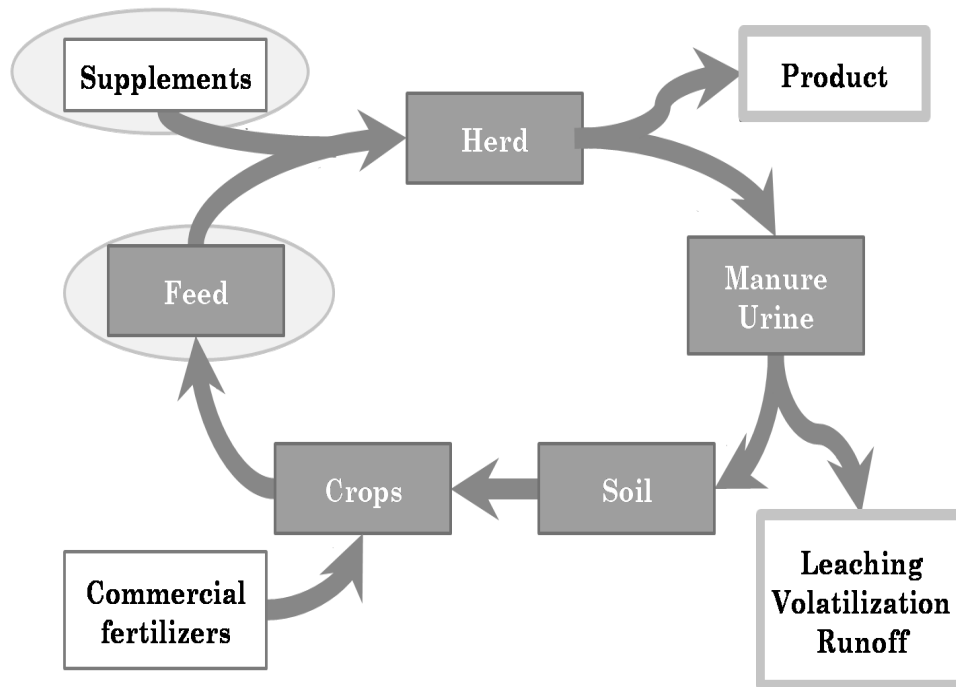 Supplements
Product
Herd
Feed
Manure
Urine
Crops
Soil
Commercial
fertilizers
Leaching
Volatilization
Runoff